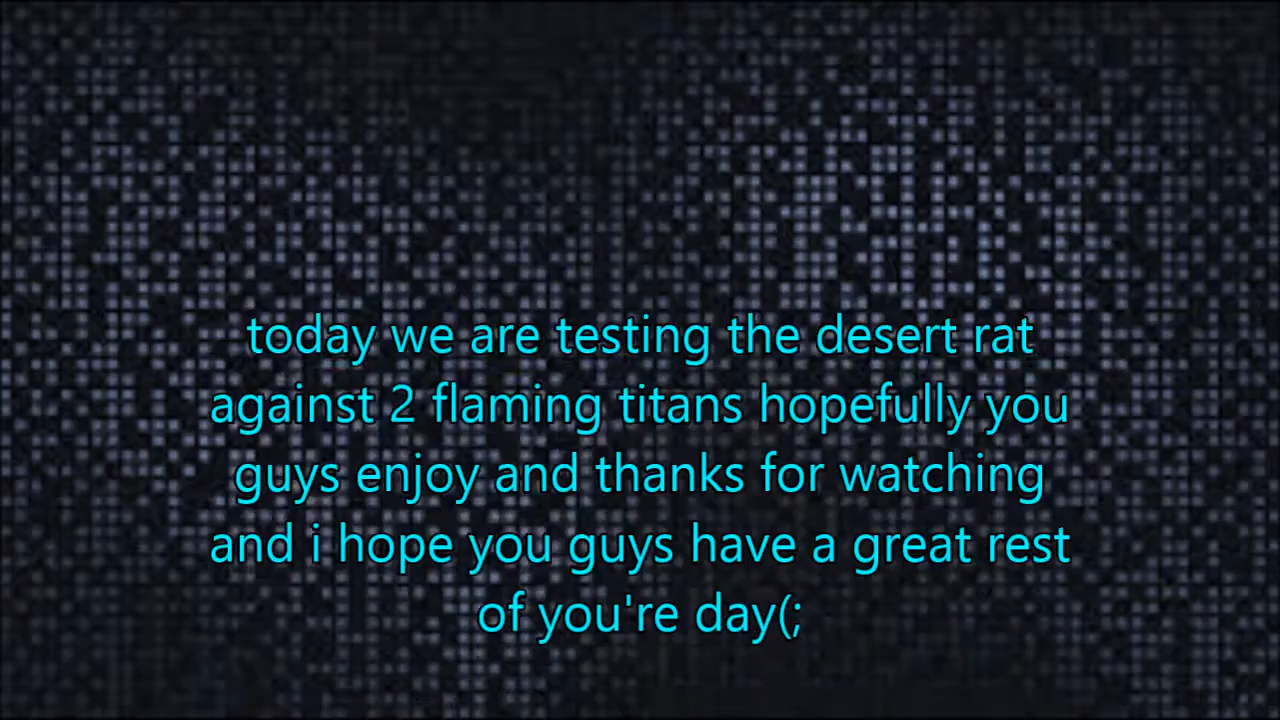 today we are testing the desert rat
against 2 flaming titans hopefully you
guys enjoy and thanks for watching
and i hope you guys have a great rest
of you're day(;